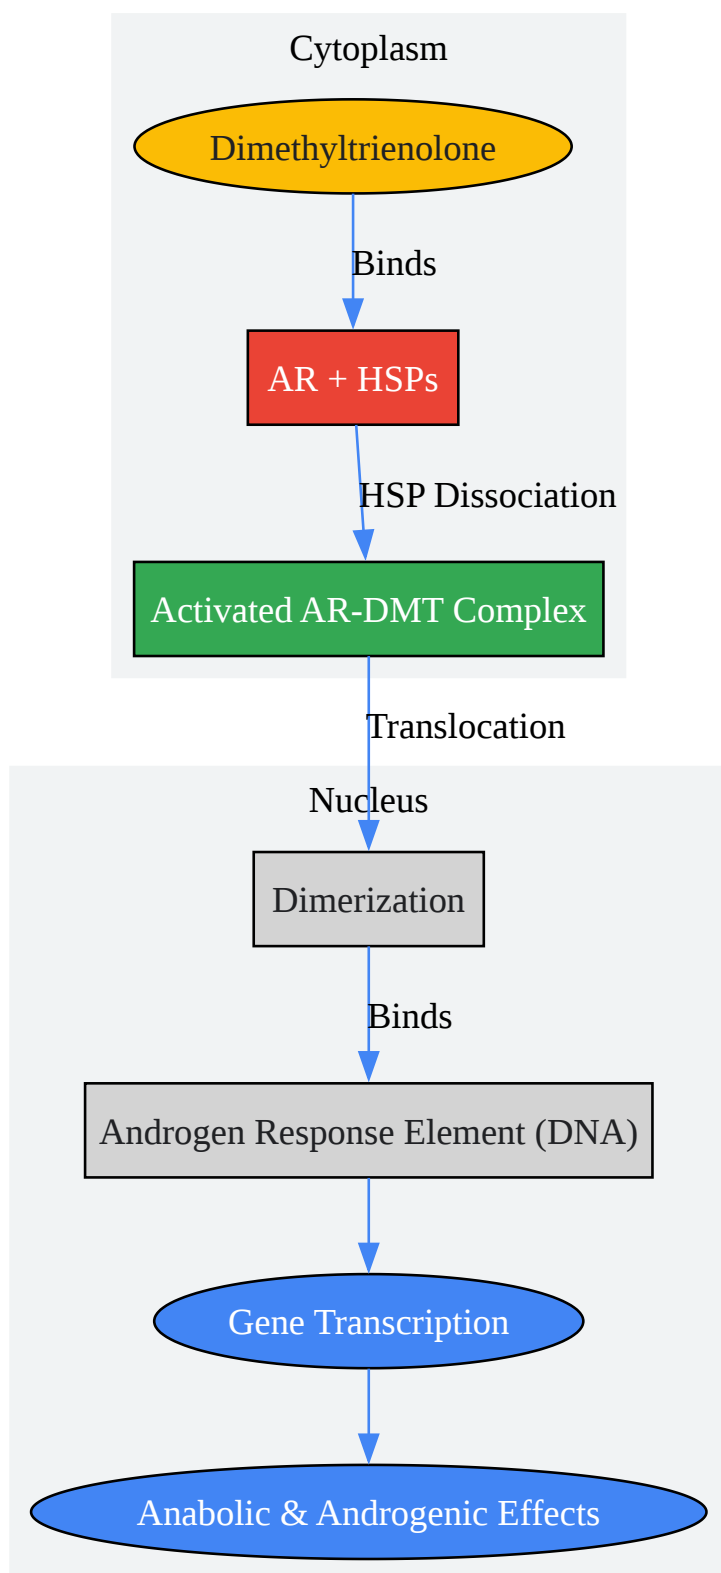 Cytoplasm
Dimethyltrienolone
Binds
AR + HSPs
HSP Dissociation
Activated AR-DMT Complex
Translocation
Nucleus
Dimerization
Binds
Androgen Response Element (DNA)
Gene Transcription
Anabolic & Androgenic Effects